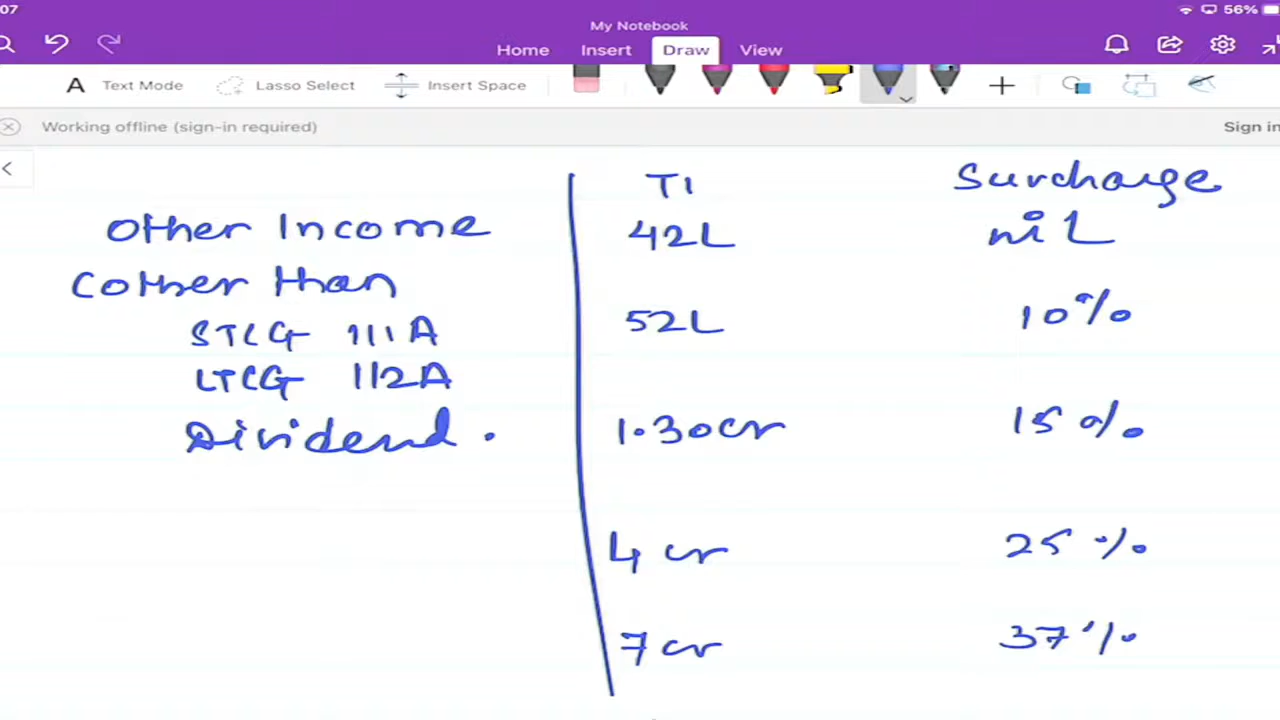 07
56%
My Notebook
Home Insert Draw View
Text Mode Lasso Select Insert Space
Working offline (sign-in required)
Sign in
TI Surcharge
Other Income 42L nil
(other than
STCG 111A 52L 10%
LTCG 112A
Dividend. 1.30cr 15%
4 cr 25%
7 cr 37%